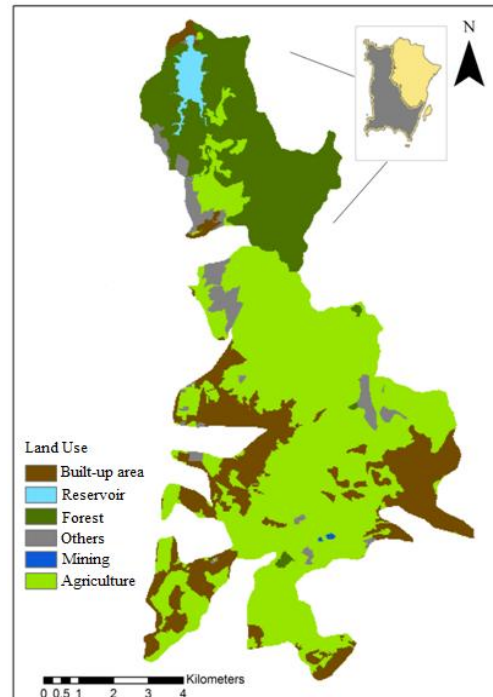 N
Land Use
Built-up area
Reservoir
Forest
Others
Mining
Agriculture
Kilometers
0 0.5 1 2 3 4